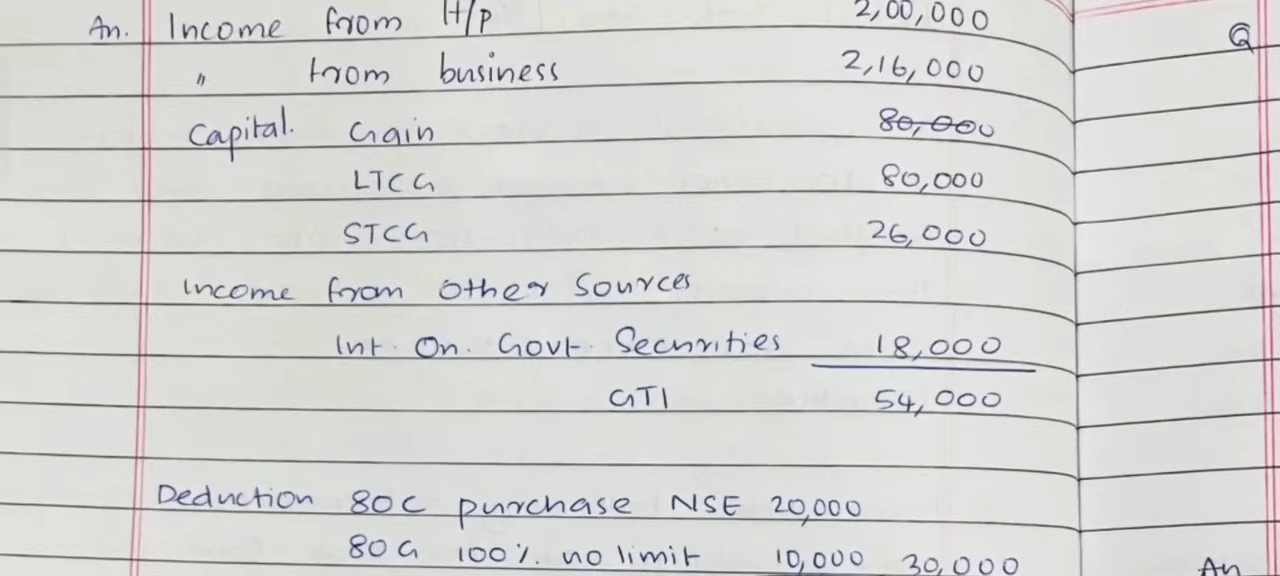 An. Income from H/p 2,00,000
" from business 2,16,000
Capital. Gain 80,000
LTCG 80,000
STCG 26,000
Income from Other Sources
Int. On. Govt. Securities 18,000
GTI 54,000
Deduction 80C purchase NSE 20,000
80G 100% no limit 10,000 30,000
Q
An